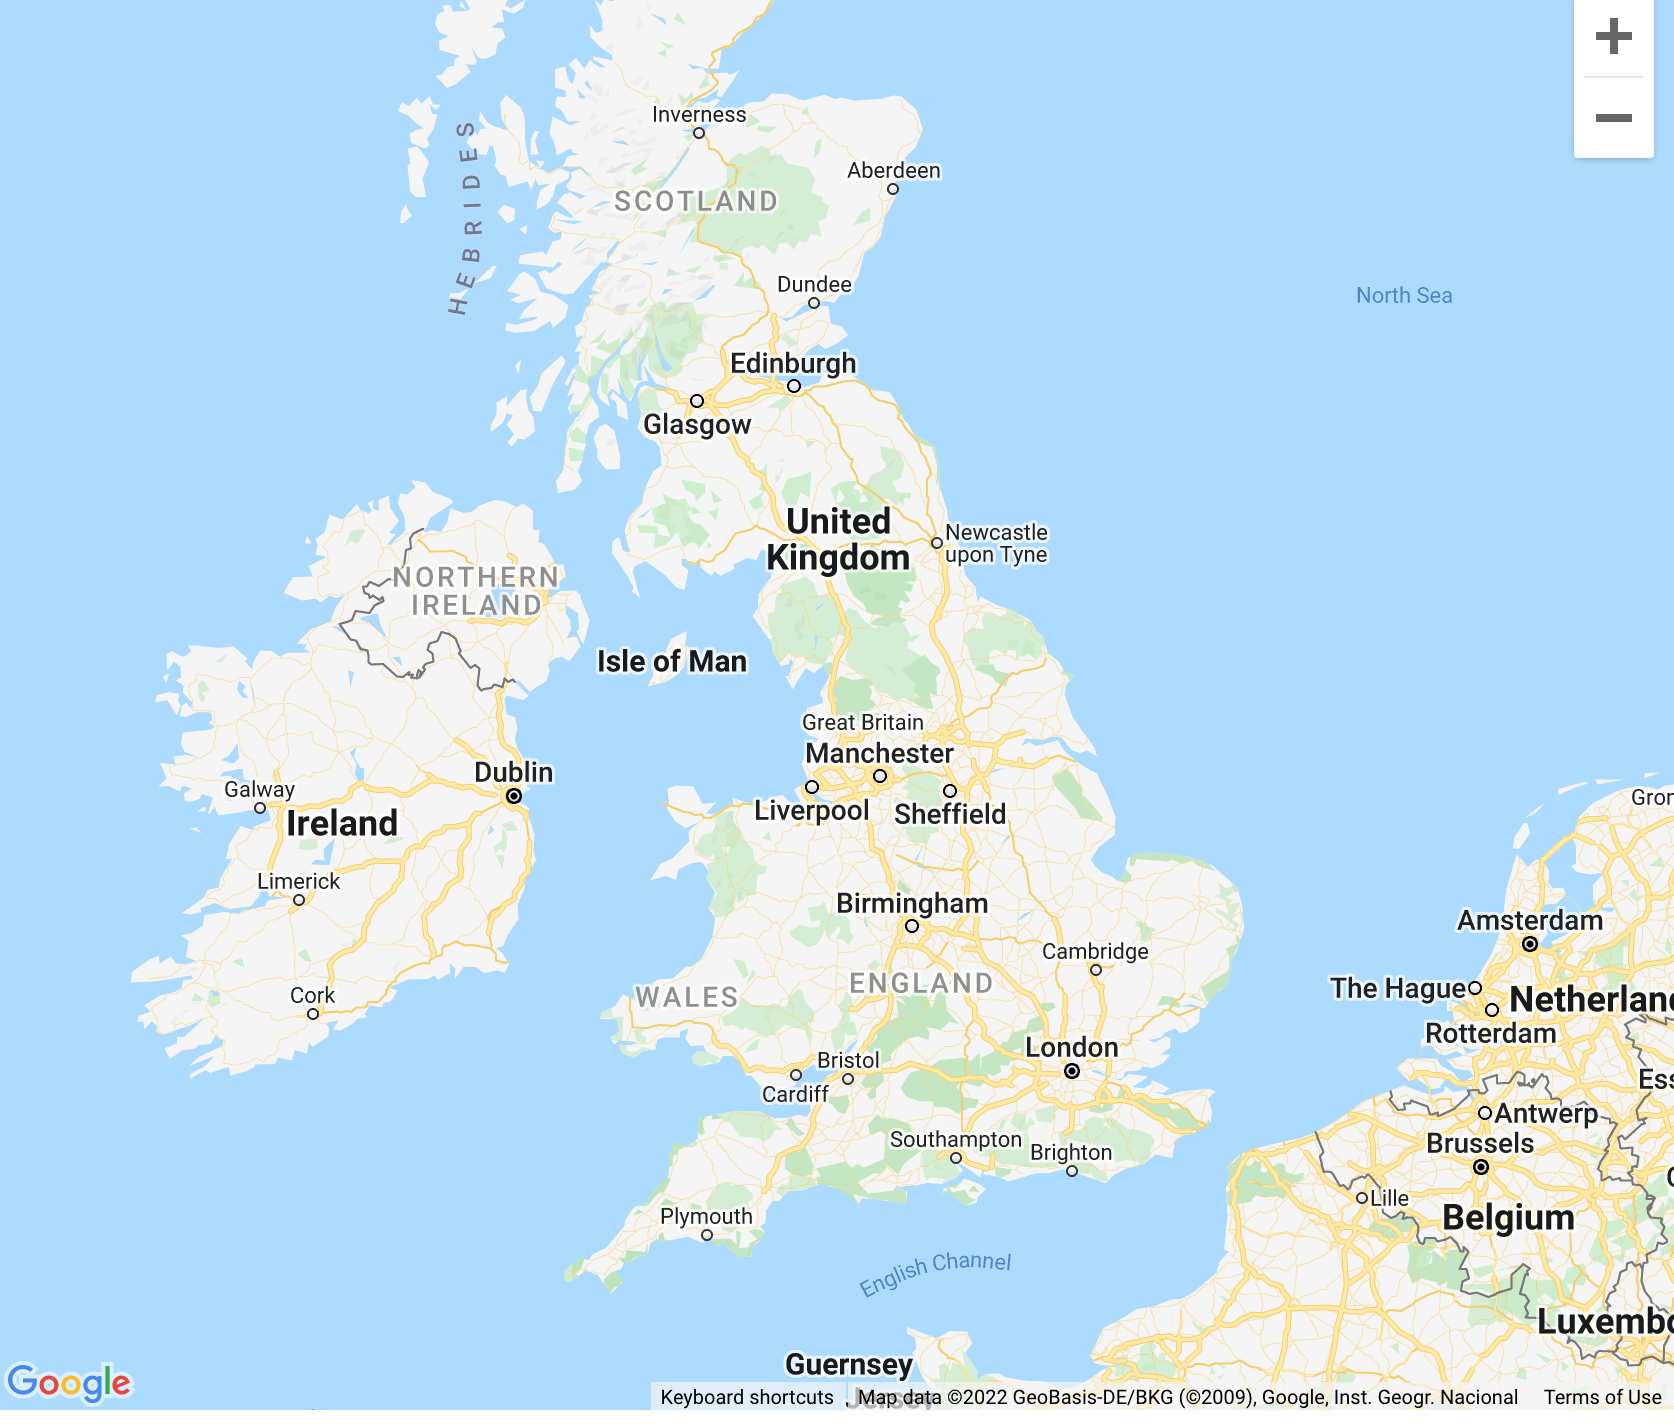 Inverness
Aberdeen
HEBRIDES
SCOTLAND
Dundee
North Sea
Edinburgh
Glasgow
United
Kingdom
Newcastle
upon Tyne
NORTHERN
IRELAND
Isle of Man
Great Britain
Manchester
Dublin
Galway
Ireland
Liverpool
Sheffield
Gron
Limerick
Birmingham
Amsterdam
Cambridge
WALES
ENGLAND
The Hague
Netherland
Cork
Rotterdam
London
Bristol
Cardiff
Ess
Antwerp
Southampton
Brighton
Brussels
Lille
Plymouth
Belgium
English Channel
Luxembo
Guernsey
Jersey
Google
Keyboard shortcuts
Map data ©2022 GeoBasis-DE/BKG (©2009), Google, Inst. Geogr. Nacional
Terms of Use